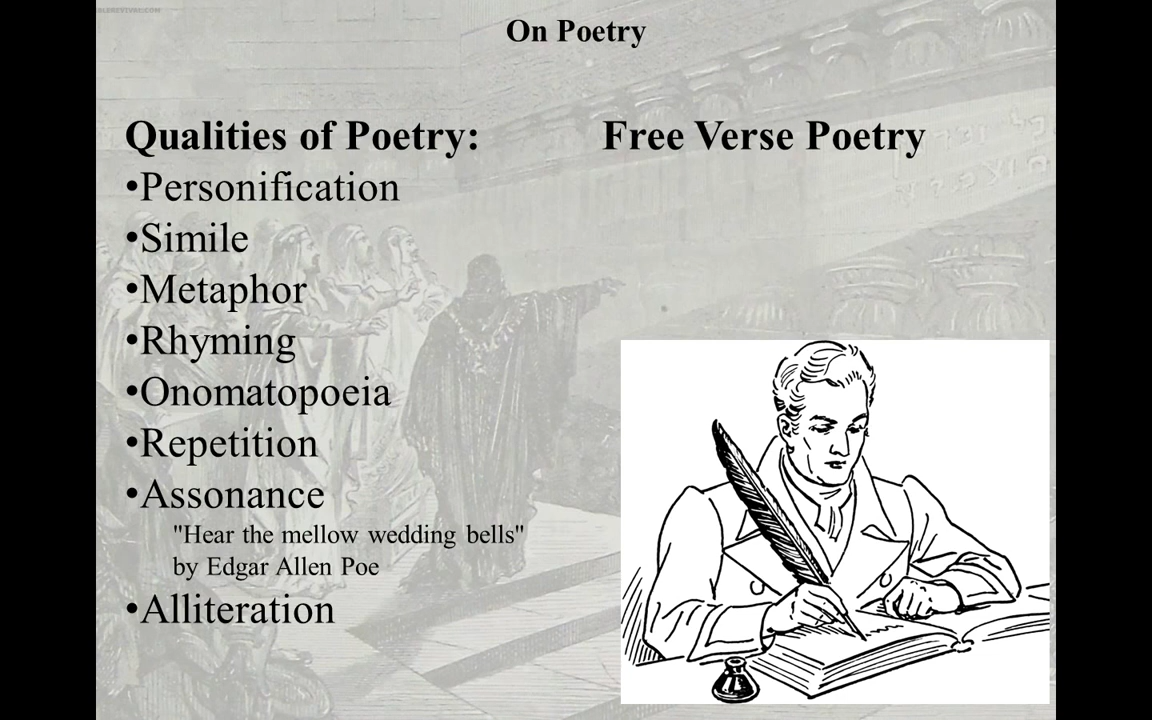 On Poetry
Qualities of Poetry:
•Personification
•Simile
•Metaphor
•Rhyming
•Onomatopoeia
•Repetition
•Assonance
"Hear the mellow wedding bells"
by Edgar Allen Poe
•Alliteration
Free Verse Poetry